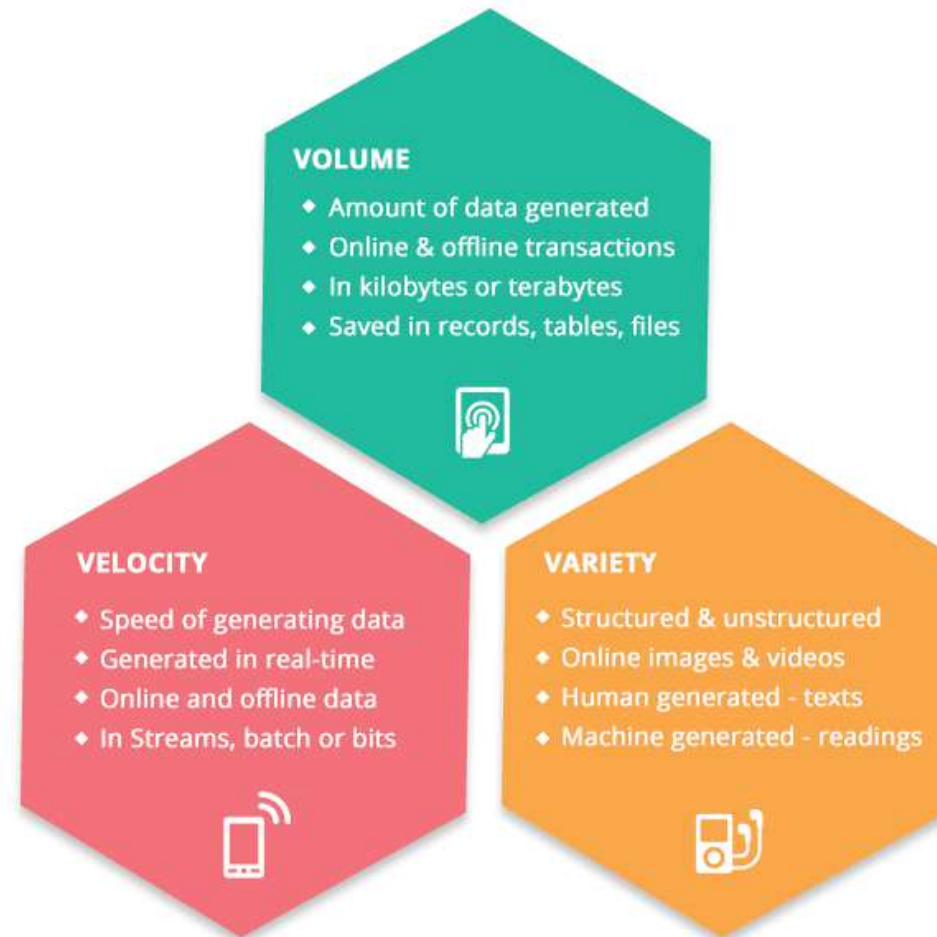 VOLUME
◆ Amount of data generated
◆ Online & offline transactions
◆ In kilobytes or terabytes
◆ Saved in records, tables, files
VELOCITY
◆ Speed of generating data
◆ Generated in real-time
◆ Online and offline data
◆ In Streams, batch or bits
VARIETY
◆ Structured & unstructured
◆ Online images & videos
◆ Human generated - texts
◆ Machine generated - readings